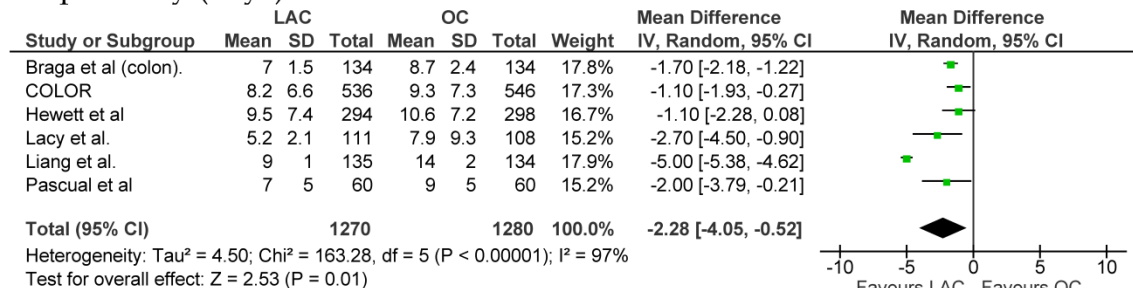 LAC OC Mean Difference Mean Difference
Study or Subgroup Mean SD Total Mean SD Total Weight IV, Random, 95% CI IV, Random, 95% CI
Braga et al (colon). 7 1.5 134 8.7 2.4 134 17.8% -1.70 [-2.18, -1.22]
COLOR 8.2 6.6 536 9.3 7.3 546 17.3% -1.10 [-1.93, -0.27]
Hewett et al 9.5 7.4 294 10.6 7.2 298 16.7% -1.10 [-2.28, 0.08]
Lacy et al. 5.2 2.1 111 7.9 9.3 108 15.2% -2.70 [-4.50, -0.90]
Liang et al. 9 1 135 14 2 134 17.9% -5.00 [-5.38, -4.62]
Pascual et al 7 5 60 9 5 60 15.2% -2.00 [-3.79, -0.21]
Total (95% CI) 1270 1280 100.0% -2.28 [-4.05, -0.52]
Heterogeneity: Tau² = 4.50; Chi² = 163.28, df = 5 (P < 0.00001); I² = 97%
Test for overall effect: Z = 2.53 (P = 0.01)
-10 -5 0 5 10
Favours LAC Favours OC